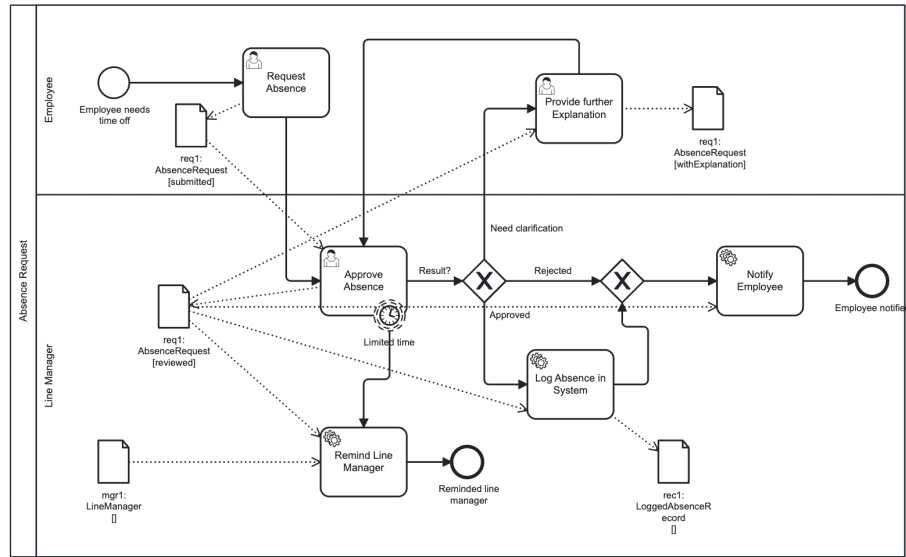 Absence Request
Employee
Line Manager
Employee needs
time off
Request
Absence
req1:
AbsenceRequest
[submitted]
Provide further
Explanation
req1:
AbsenceRequest
[withExplanation]
Need clarification
Approve
Absence
Limited time
Result?
Rejected
Approved
Notify
Employee
Employee notifie
req1:
AbsenceRequest
[reviewed]
Log Absence in
System
Remind Line
Manager
Reminded line
manager
mgr1:
LineManager
[]
rec1:
LoggedAbsenceR
ecord
[]